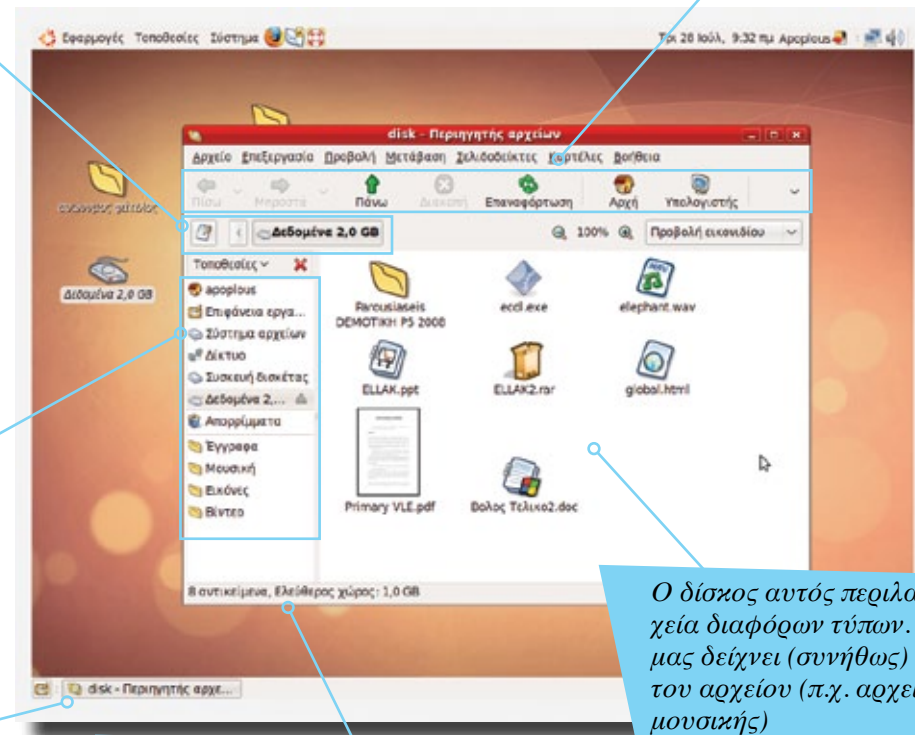 Εφαρμογές Τοποθεσίες Σύστημα
Τρι 28 Ιούλ, 9:32 πμ Apoplous
Δεδομένα 2,0 GB
disk - Περιηγητής αρχείων
Αρχείο Επεξεργασία Προβολή Μετάβαση Σελιδοδείκτες Καρτέλες Βοήθεια
Πίσω Μπροστά Πάνω Διακοπή Επαναφόρτωση Αρχή Υπολογιστής
Δεδομένα 2,0 GB 100% Προβολή εικονιδίου
Τοποθεσίες
apoplous
Επιφάνεια εργα...
Σύστημα αρχείων
Δίκτυο
Συσκευή δισκέτας
Δεδομένα 2,...
Απορρίμματα
Έγγραφα
Μουσική
Εικόνες
Βίντεο
Parousiaseis
DEMOTIKH P5 2008
eccl.exe
elephant.wav
ELLAK.ppt
ELLAK2.rar
global.html
Primary VLE.pdf
Βολος Τελικο2.doc
8 αντικείμενα, Ελεύθερος χώρος: 1,0 GB
disk - Περιηγητής αρχε...
Ο δίσκος αυτός περιλα
χεία διαφόρων τύπων.
μας δείχνει (συνήθως)
του αρχείου (π.χ. αρχεί
μουσικής)